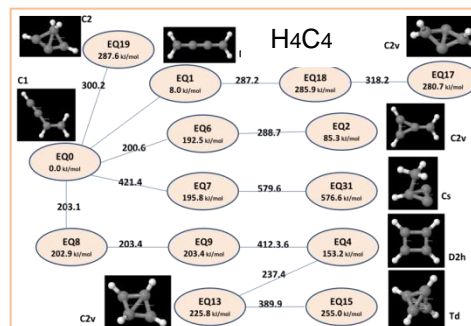 C2
EQ19
287.6 kJ/mol
I
H4C4
C2v
C1
300.2
EQ1
8.0 kJ/mol
287.2
EQ18
285.9 kJ/mol
318.2
EQ17
280.7 kJ/mol
EQ0
0.0 kJ/mol
200.6
EQ6
192.5 kJ/mol
288.7
EQ2
85.3 kJ/mol
C2v
421.4
EQ7
195.8 kJ/mol
579.6
EQ31
576.6 kJ/mol
Cs
203.1
EQ8
202.9 kJ/mol
203.4
EQ9
203.4 kJ/mol
412.3.6
EQ4
153.2 kJ/mol
D2h
237.4
C2v
EQ13
225.8 kJ/mol
389.9
EQ15
255.0 kJ/mol
Td